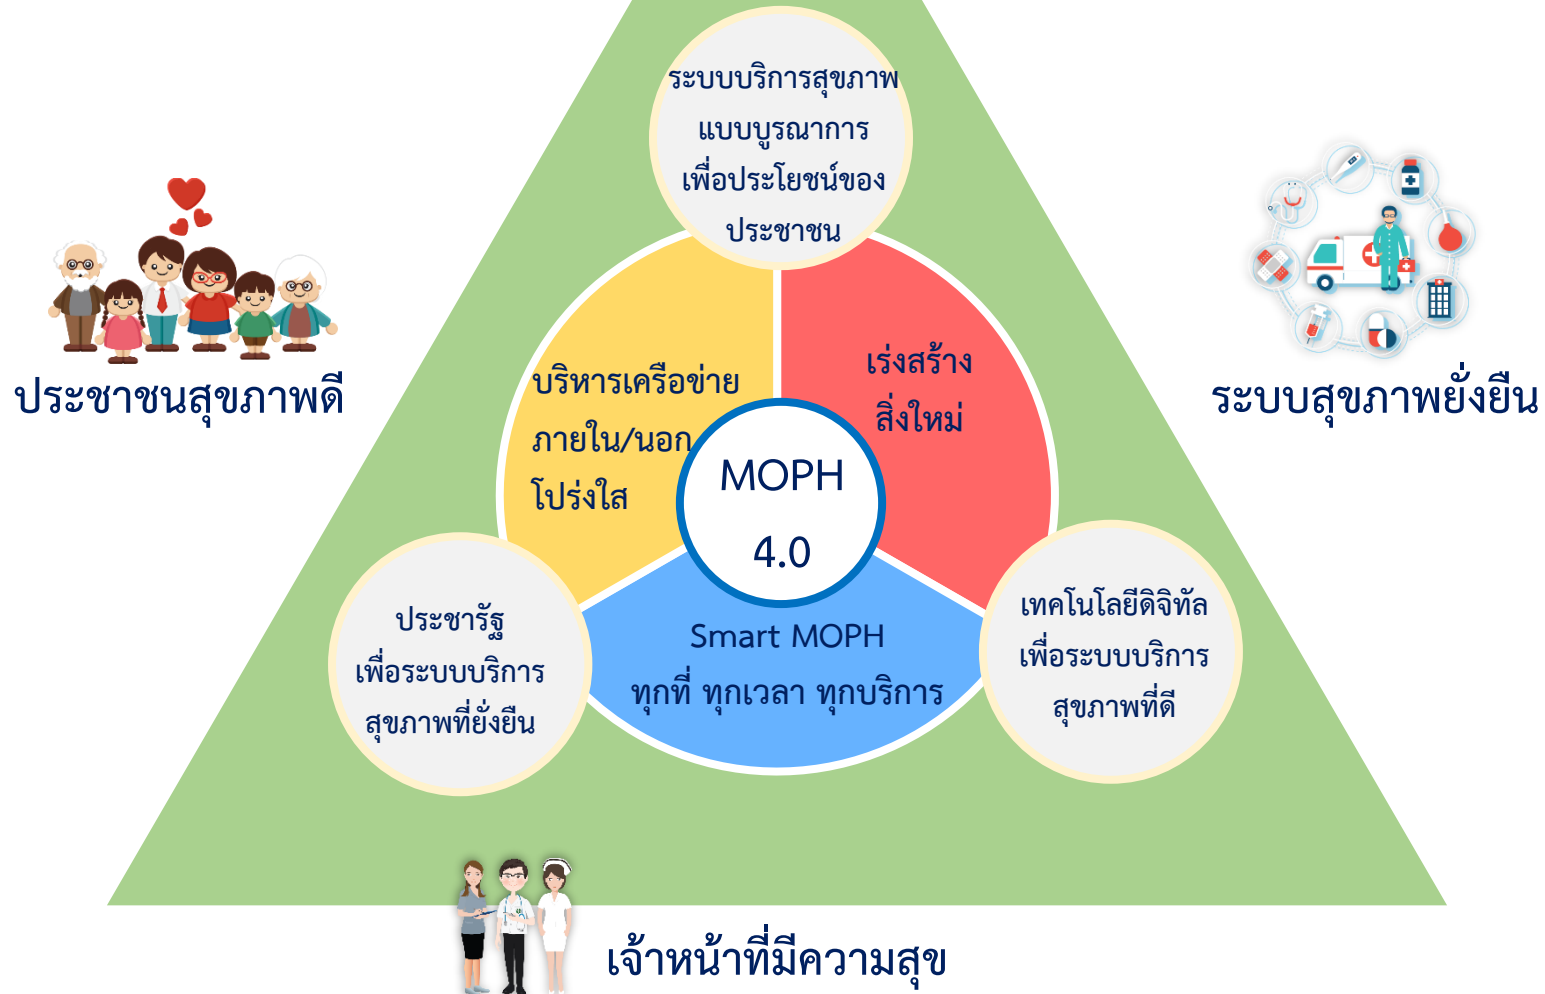 ระบบบริการสุขภาพ
แบบบูรณาการ
เพื่อประโยชน์ของ
ประชาชน
ประชาชนสุขภาพดี
ระบบสุขภาพยั่งยืน
บริหารเครือข่าย
ภายใน/นอก
โปร่งใส
เร่งสร้าง
สิ่งใหม่
MOPH
4.0
ประชารัฐ
เพื่อระบบบริการ
สุขภาพที่ยั่งยืน
Smart MOPH
ทุกที่ ทุกเวลา ทุกบริการ
เทคโนโลยีดิจิทัล
เพื่อระบบบริการ
สุขภาพที่ดี
เจ้าหน้าที่มีความสุข